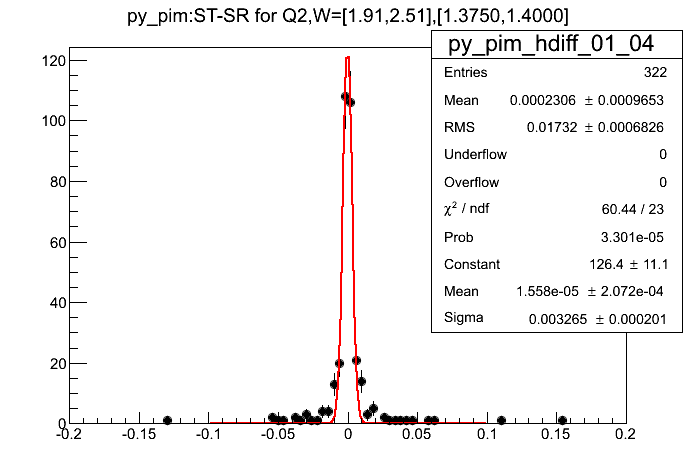 py_pim:ST-SR for Q2,W=[1.91,2.51],[1.3750,1.4000]
py_pim_hdiff_01_04
Entries 322
Mean 0.0002306 ± 0.0009653
RMS 0.01732 ± 0.0006826
Underflow 0
Overflow 0
χ² / ndf 60.44 / 23
Prob 3.301e-05
Constant 126.4 ± 11.1
Mean 1.558e-05 ± 2.072e-04
Sigma 0.003265 ± 0.000201
120
100
80
60
40
20
0
-0.2 -0.15 -0.1 -0.05 0 0.05 0.1 0.15 0.2